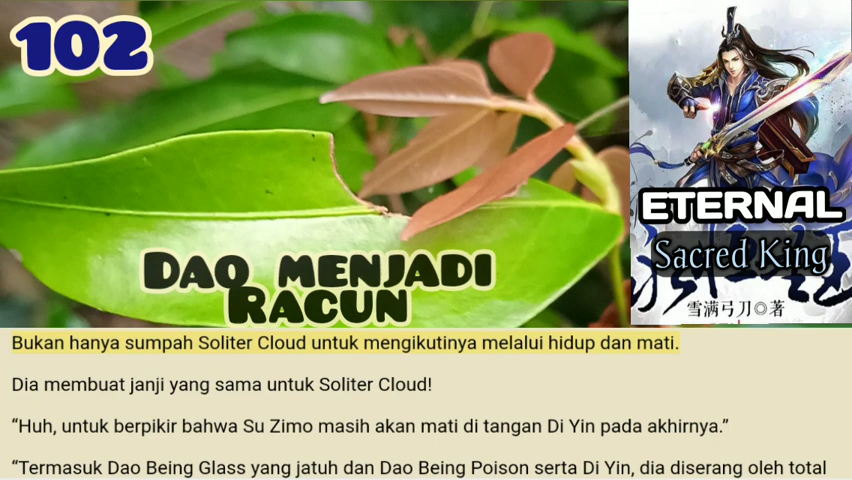 102
DAO MENJADI
RACUN
ETERNAL
Sacred King
雪满弓刀◎著
Bukan hanya sumpah Soliter Cloud untuk mengikutinya melalui hidup dan mati.
Dia membuat janji yang sama untuk Soliter Cloud!
“Huh, untuk berpikir bahwa Su Zimo masih akan mati di tangan Di Yin pada akhirnya.”
“Termasuk Dao Being Glass yang jatuh dan Dao Being Poison serta Di Yin, dia diserang oleh total